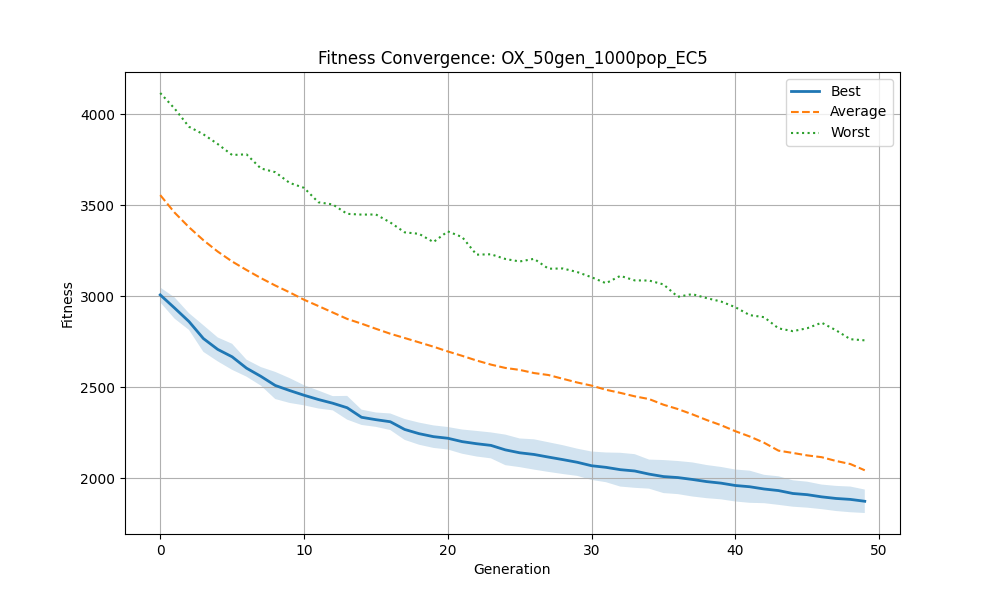 Fitness Convergence: OX_50gen_1000pop_EC5
Best
Average
Worst
Fitness
4000
3500
3000
2500
2000
0 10 20 30 40 50
Generation